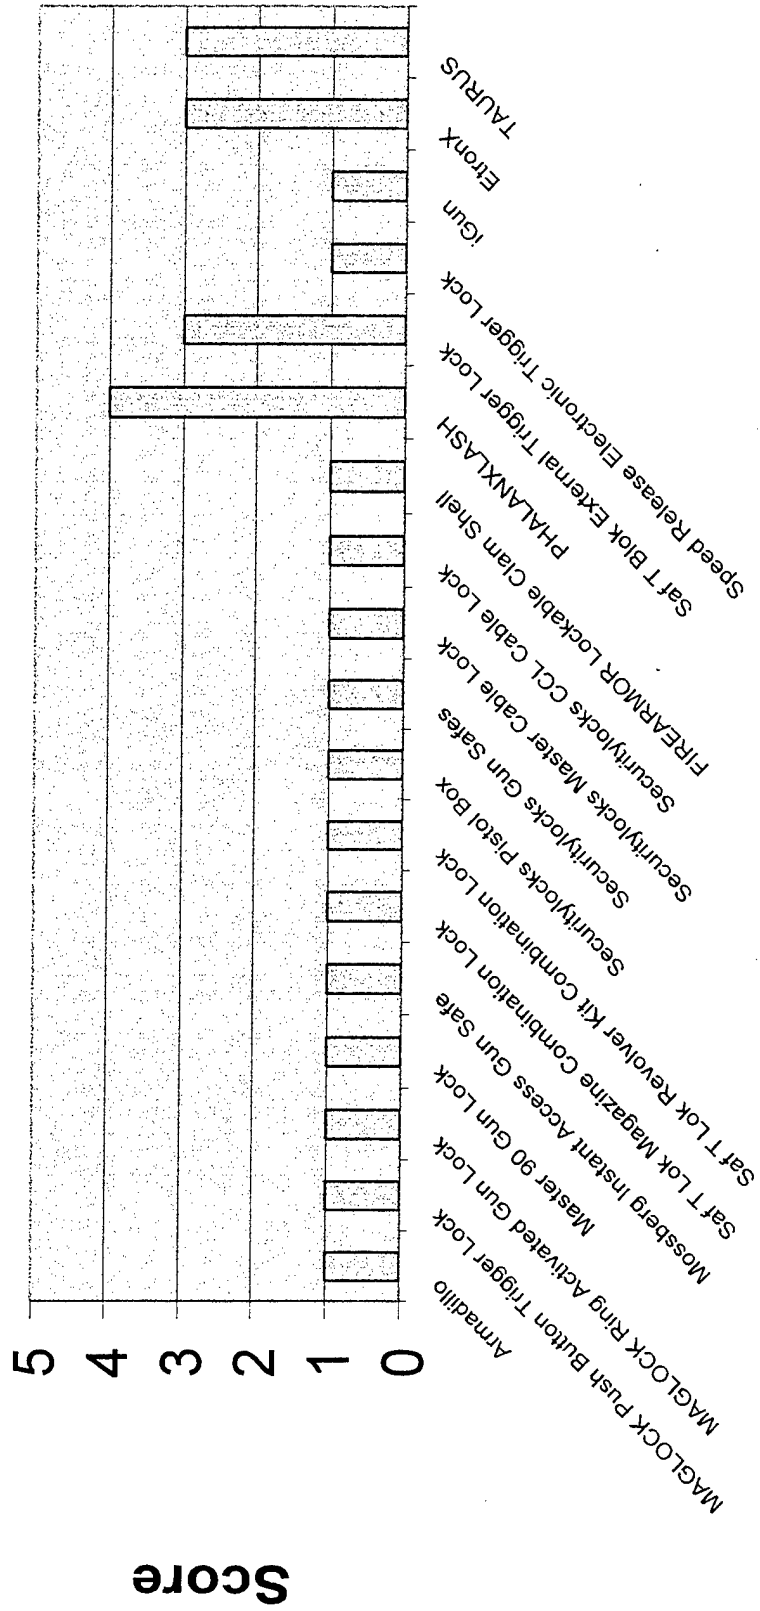 Score
5
4
3
2
1
0
Armadillo
MAGLOCK Push Button Trigger Lock
MAGLOCK Ring Activated Gun Lock
Master 90 Gun Lock
Mossberg Instant Access Gun Safe
Saf T Lok Magazine Combination Lock
Saf T Lok Revolver Kit Combination Lock
Securitylocks Pistol Box
Securitylocks Gun Safes
Securitylocks Master Cable Lock
Securitylocks CCL Cable Lock
FIREARMOR Lockable Clam Shell
PHALANXLASH
Saf T Blok External Trigger Lock
Speed Release Electronic Trigger Lock
iGun
EtronX
TAURUS